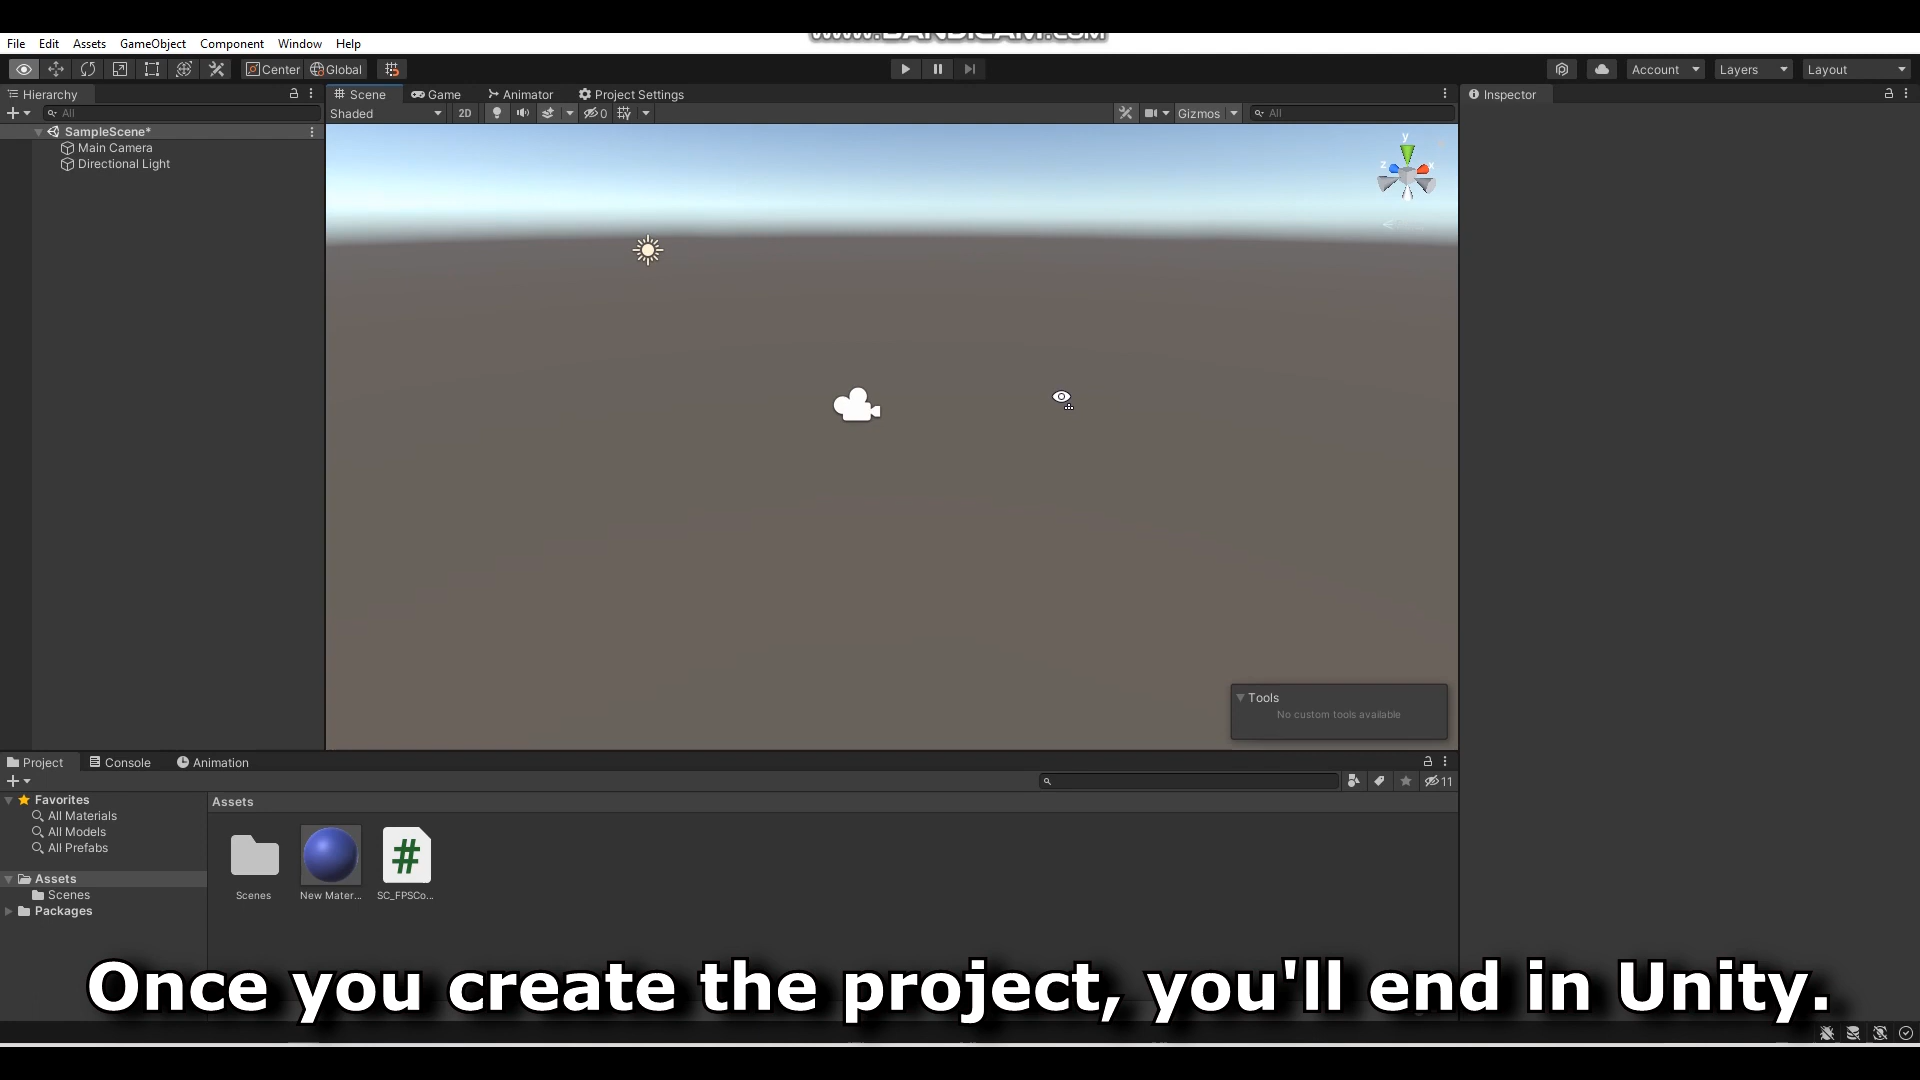 www.BANDICAM.com
File Edit Assets GameObject Component Window Help
Center Global Account Layers Layout
Hierarchy
Scene Game Animator Project Settings
Inspector
All
Shaded 2D 0 Gizmos All
SampleScene*
Main Camera
Directional Light
y
z x
Tools
No custom tools available
Project Console Animation
11
Favorites
All Materials
All Models
All Prefabs
Assets
Scenes
Packages
Assets
Scenes New Mater... SC_FPSCo...
Once you create the project, you'll end in Unity.